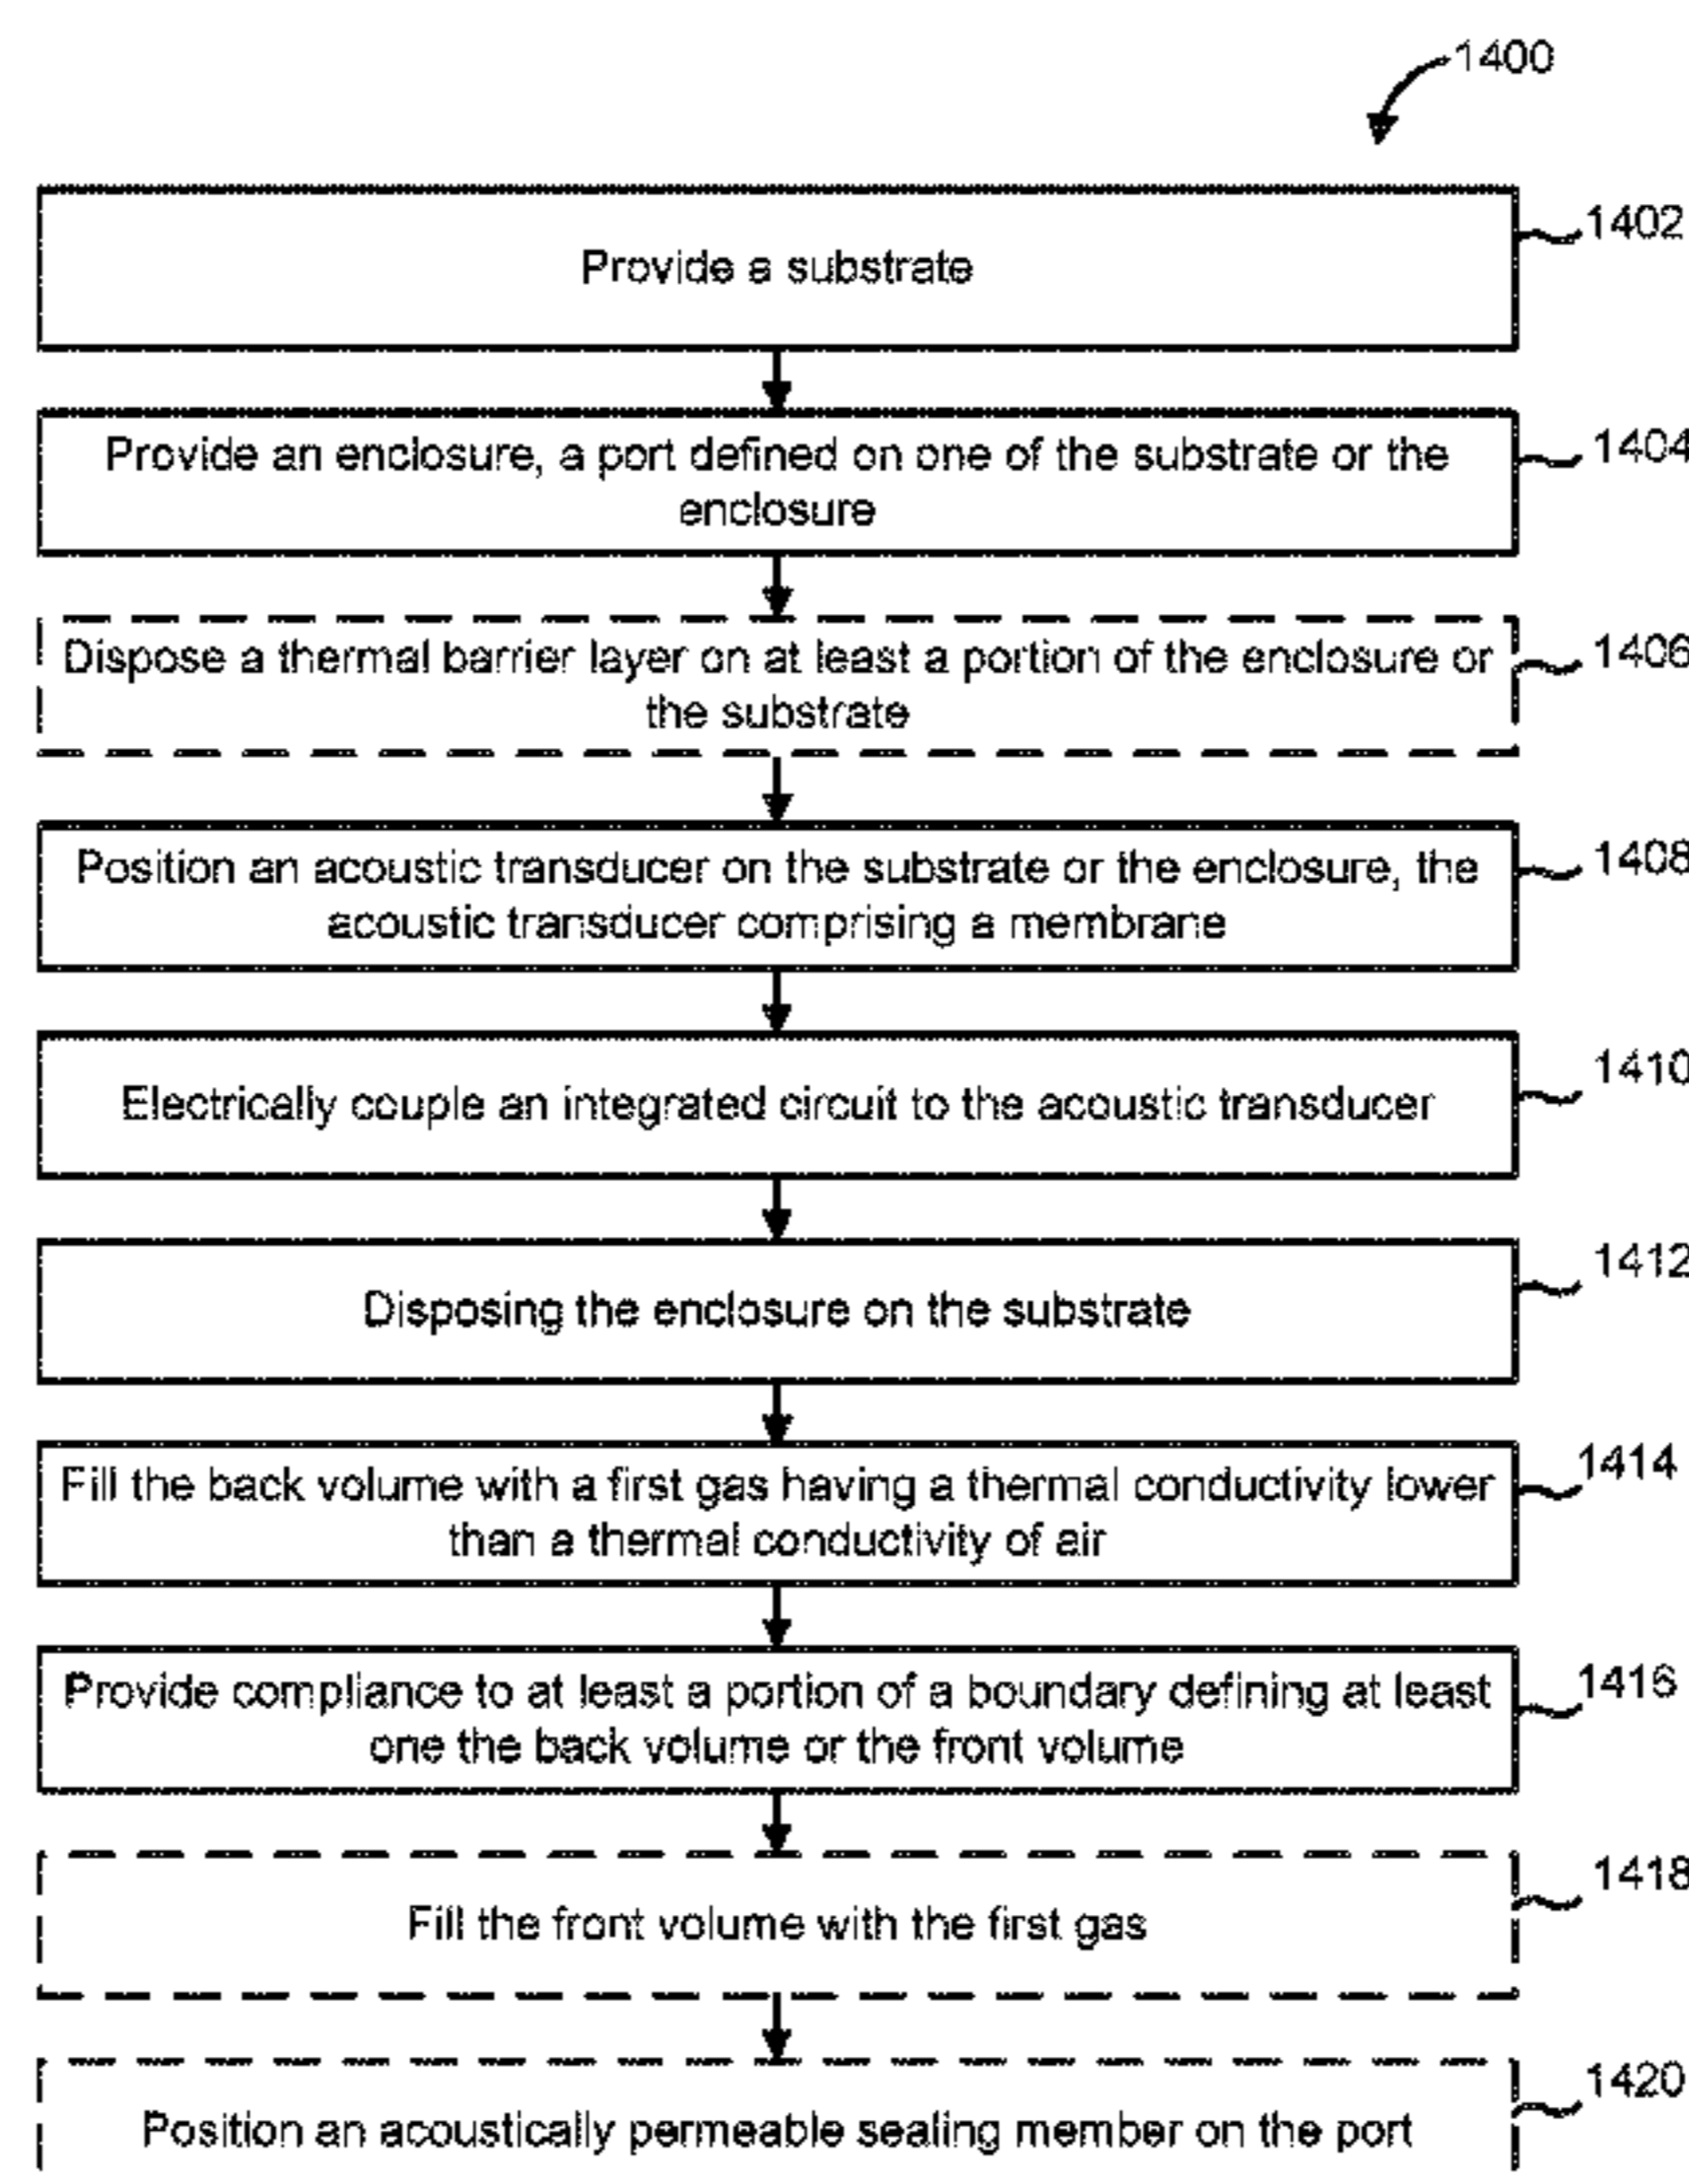 1400
Provide a substrate
1402
Provide an enclosure, a port defined on one of the substrate or the
enclosure
1404
Dispose a thermal barrier layer on at least a portion of the enclosure or
the substrate
1406
Position an acoustic transducer on the substrate or the enclosure, the
acoustic transducer comprising a membrane
1408
Electrically couple an integrated circuit to the acoustic transducer
1410
Disposing the enclosure on the substrate
1412
Fill the back volume with a first gas having a thermal conductivity lower
than a thermal conductivity of air
1414
Provide compliance to at least a portion of a boundary defining at least
one the back volume or the front volume
1416
Fill the front volume with the first gas
1418
Position an acoustically permeable sealing member on the port
1420